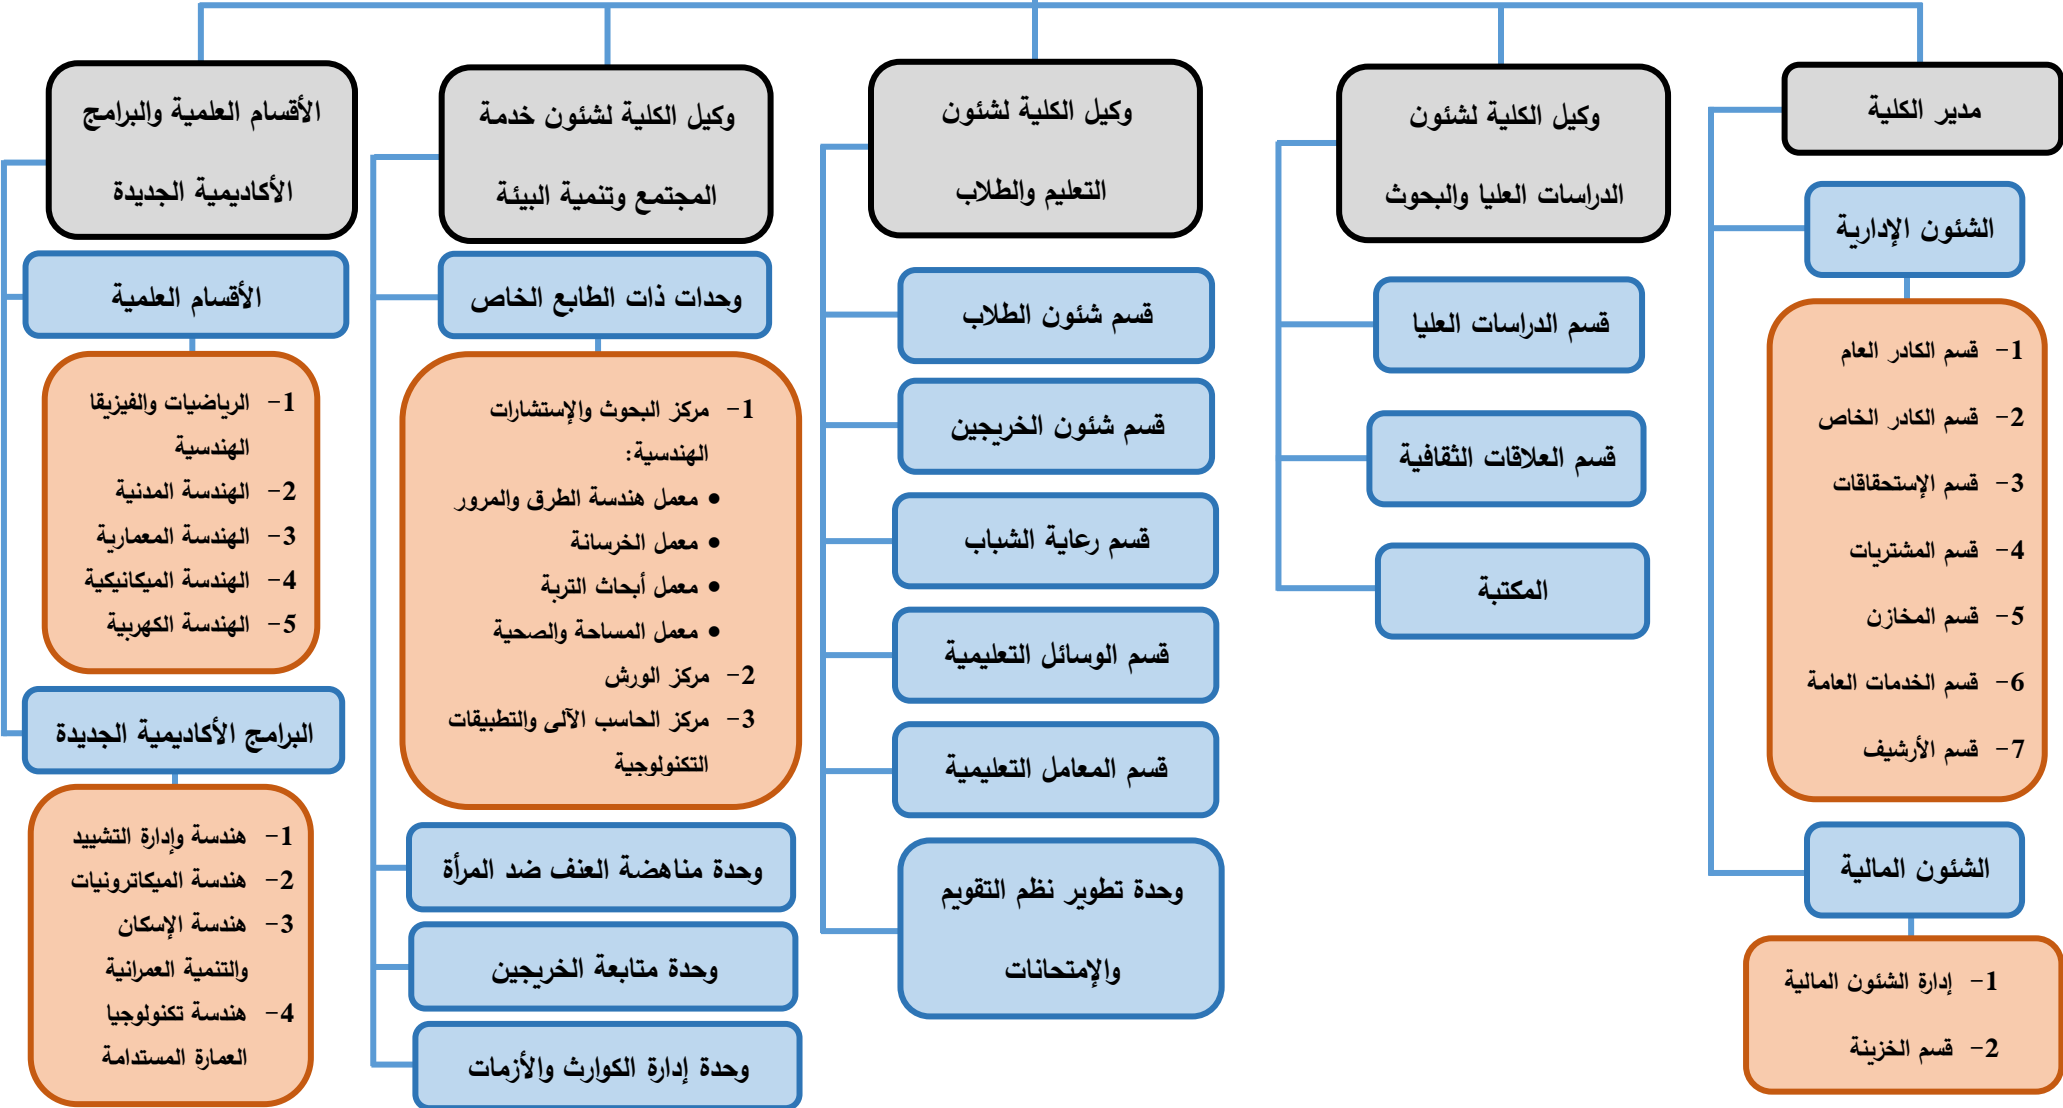 مدير الكلية
الشئون الإدارية
1- قسم الكادر العام
2- قسم الكادر الخاص
3- قسم الإستحقاقات
4- قسم المشتريات
5- قسم المخازن
6- قسم الخدمات العامة
7- قسم الأرشيف
الشئون المالية
1- إدارة الشئون المالية
2- قسم الخزينة
وكيل الكلية لشئون
الدراسات العليا والبحوث
قسم الدراسات العليا
قسم العلاقات الثقافية
المكتبة
وكيل الكلية لشئون
التعليم والطلاب
قسم شئون الطلاب
قسم شئون الخريجين
قسم رعاية الشباب
قسم الوسائل التعليمية
قسم المعامل التعليمية
وحدة تطوير نظم التقويم
والإمتحانات
وكيل الكلية لشئون خدمة
المجتمع وتنمية البيئة
وحدات ذات الطابع الخاص
1- مركز البحوث والإستشارات
الهندسية:
• معمل هندسة الطرق والمرور
• معمل الخرسانة
• معمل أبحاث التربة
• معمل المساحة والصحية
2- مركز الورش
3- مركز الحاسب الآلى والتطبيقات
التكنولوجية
وحدة مناهضة العنف ضد المرأة
وحدة متابعة الخريجين
وحدة إدارة الكوارث والأزمات
الأقسام العلمية والبرامج
الأكاديمية الجديدة
الأقسام العلمية
1- الرياضيات والفيزيقا
الهندسية
2- الهندسة المدنية
3- الهندسة المعمارية
4- الهندسة الميكانيكية
5- الهندسة الكهربية
البرامج الأكاديمية الجديدة
1- هندسة وإدارة التشييد
2- هندسة الميكاترونيات
3- هندسة الإسكان
والتنمية العمرانية
4- هندسة تكنولوجيا
العمارة المستدامة